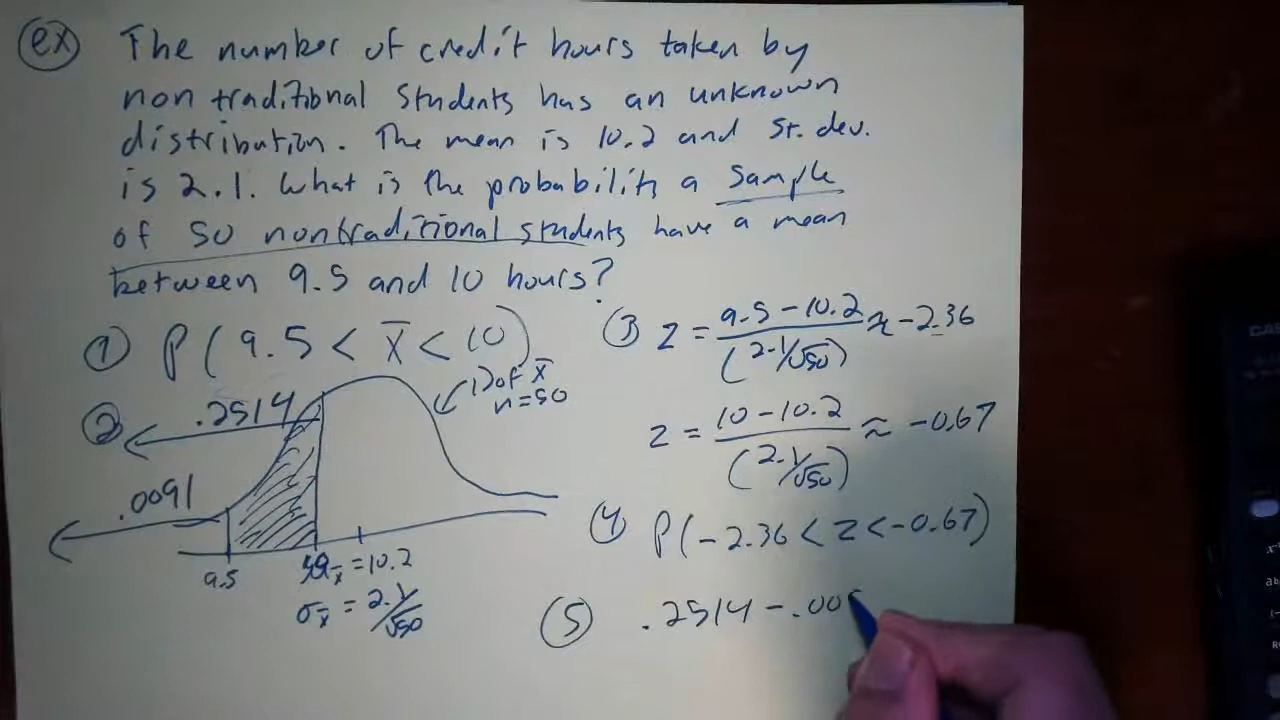 ex The number of credit hours taken by
non traditional students has an unknown
distribution. The mean is 10.2 and St. dev.
is 2.1. What is the probability a sample
of 50 nontraditional students have a mean
between 9.5 and 10 hours?
1 P(9.5 < x̄ < 10)
2 .2514
D of x̄
n=50
.0091
9.5
μx̄ = 10.2
σx̄ = 2.1/√50
3 z = 9.5 - 10.2 / (2.1/√50) ≈ -2.36
z = 10 - 10.2 / (2.1/√50) ≈ -0.67
4 P(-2.36 < z < -0.67)
5 .2514 - .00